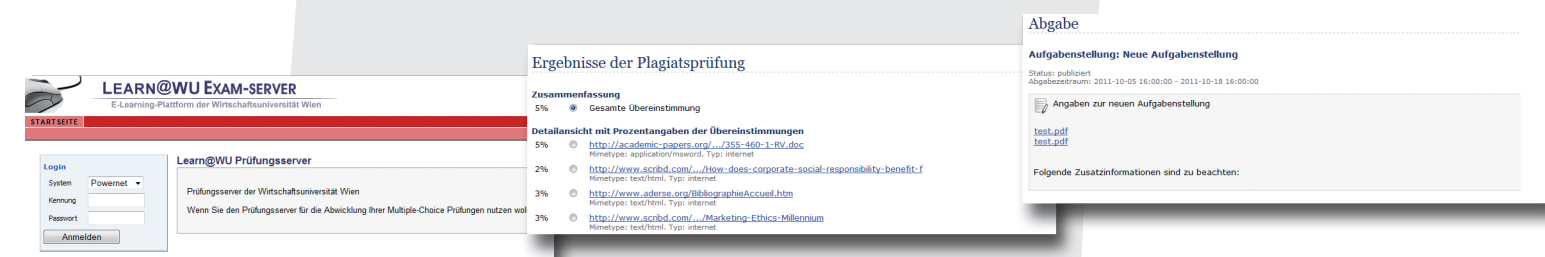 LEARN@WU EXAM-SERVER
E-Learning-Plattform der Wirtschaftsuniversität Wien
STARTSEITE
Login
System Powernet
Kennung
Passwort
Anmelden
Learn@WU Prüfungsserver
Prüfungsserver der Wirtschaftsuniversität Wien
Wenn Sie den Prüfungsserver für die Abwicklung Ihrer Multiple-Choice Prüfungen nutzen wol
Ergebnisse der Plagiatsprüfung
Zusammenfassung
5% Gesamte Übereinstimmung
Detailansicht mit Prozentangaben der Übereinstimmungen
5% http://academic-papers.org/.../355-460-1-RV.doc
Mimetype: application/msword. Typ: internet
2% http://www.scribd.com/.../How-does-corporate-social-responsibility-benefit-f
Mimetype: text/html. Typ: internet
3% http://www.aderse.org/BibliographieAccueil.htm
Mimetype: text/html. Typ: internet
3% http://www.scribd.com/.../Marketing-Ethics-Millennium
Mimetype: text/html. Typ: internet
Abgabe
Aufgabenstellung: Neue Aufgabenstellung
Status: publiziert
Abgabezeitraum: 2011-10-05 16:00:00 - 2011-10-18 16:00:00
Angaben zur neuen Aufgabenstellung
test.pdf
test.pdf
Folgende Zusatzinformationen sind zu beachten: